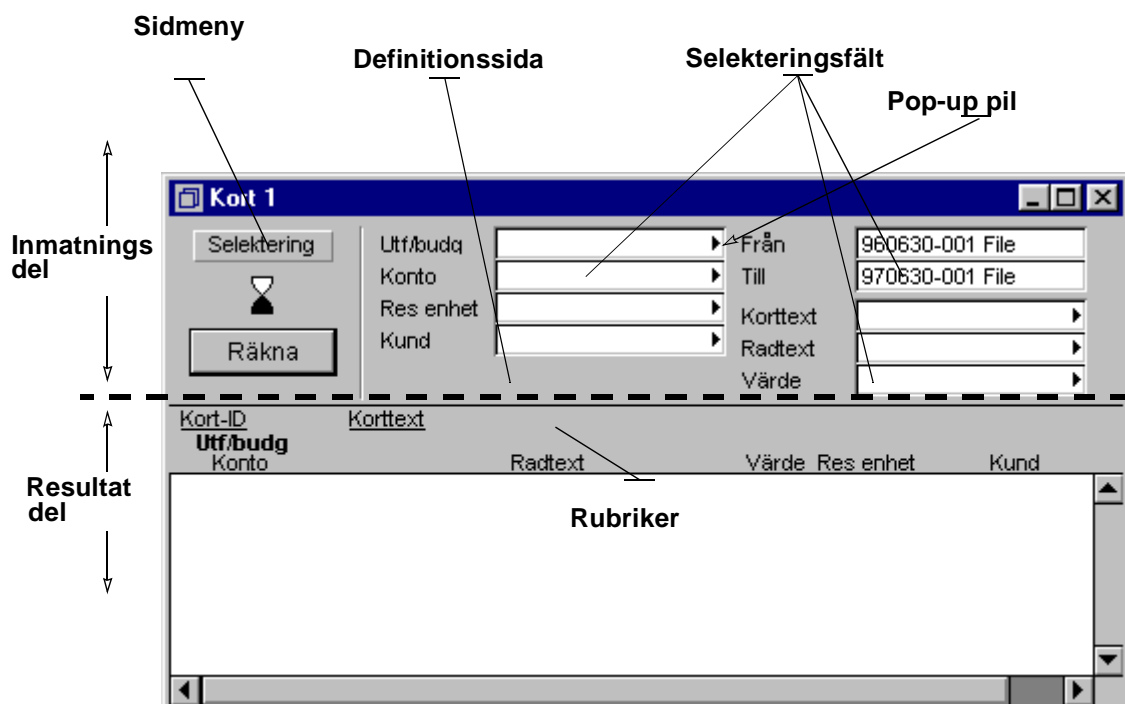 Sidmeny
Definitionssida
Selekteringsfält
Pop-up pil
Kort 1
Inmatnings
del
Selektering
Räkna
Utf/budg
Konto
Res enhet
Kund
Från 960630-001 File
Till 970630-001 File
Korttext
Radtext
Värde
Kort-ID Korttext
Utf/budg
Konto Radtext Värde Res enhet Kund
Resultat
del
Rubriker